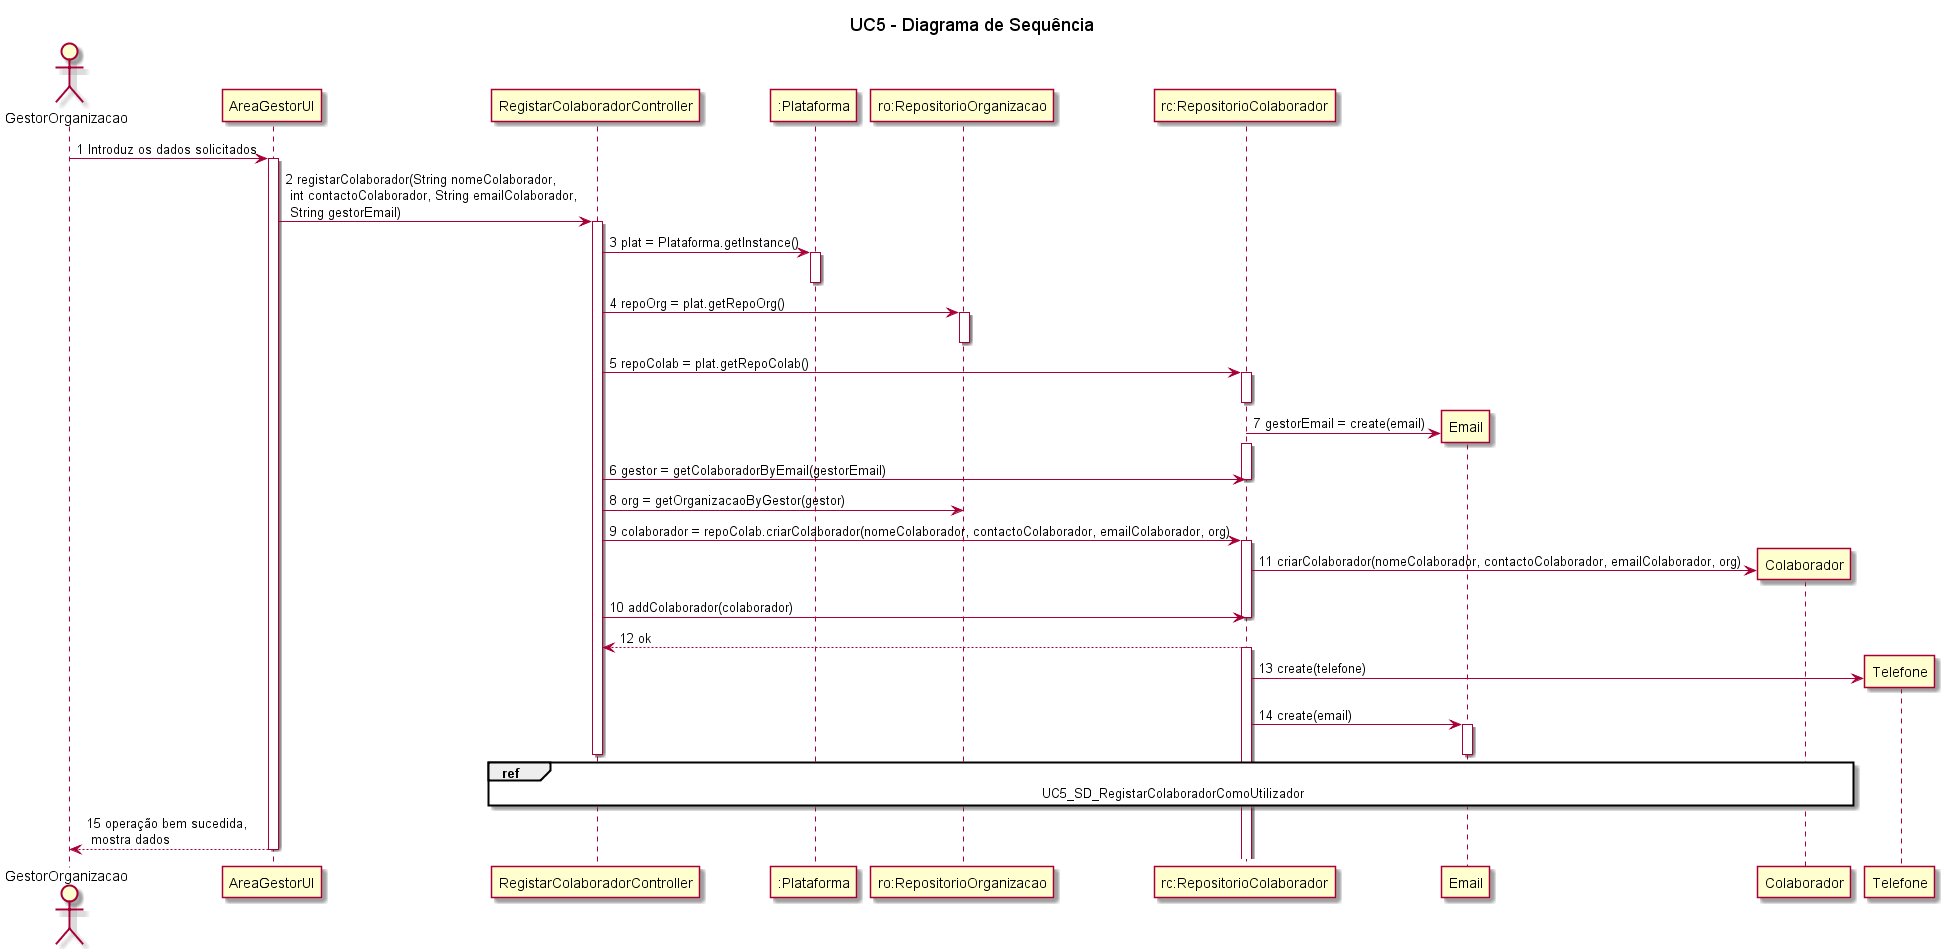 UC5 - Diagrama de Sequência
GestorOrganizacao
AreaGestorUI
RegistarColaboradorController
:Plataforma
ro:RepositorioOrganizacao
rc:RepositorioColaborador
1 Introduz os dados solicitados
2 registarColaborador(String nomeColaborador,
int contactoColaborador, String emailColaborador,
String gestorEmail)
3 plat = Plataforma.getInstance()
4 repoOrg = plat.getRepoOrg()
5 repoColab = plat.getRepoColab()
7 gestorEmail = create(email)
Email
6 gestor = getColaboradorByEmail(gestorEmail)
8 org = getOrganizacaoByGestor(gestor)
9 colaborador = repoColab.criarColaborador(nomeColaborador, contactoColaborador, emailColaborador, org)
11 criarColaborador(nomeColaborador, contactoColaborador, emailColaborador, org)
Colaborador
10 addColaborador(colaborador)
12 ok
13 create(telefone)
Telefone
14 create(email)
ref
UC5_SD_RegistarColaboradorComoUtilizador
15 operação bem sucedida,
mostra dados
GestorOrganizacao
AreaGestorUI
RegistarColaboradorController
:Plataforma
ro:RepositorioOrganizacao
rc:RepositorioColaborador
Email
Colaborador
Telefone